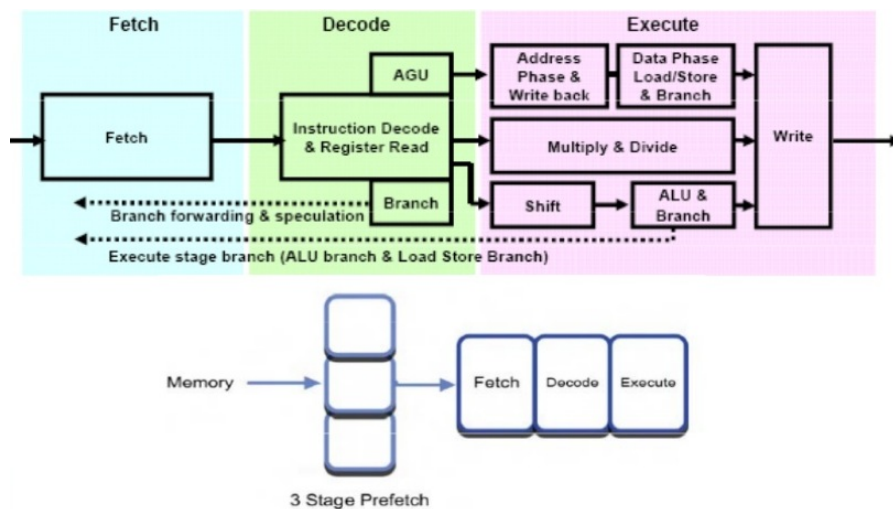 Fetch
Decode
Execute
Fetch
AGU
Instruction Decode
& Register Read
Branch
Address
Phase &
Write back
Data Phase
Load/Store
& Branch
Multiply & Divide
Shift
ALU &
Branch
Write
Branch forwarding & speculation
Execute stage branch (ALU branch & Load Store Branch)
Memory
Fetch
Decode
Execute
3 Stage Prefetch